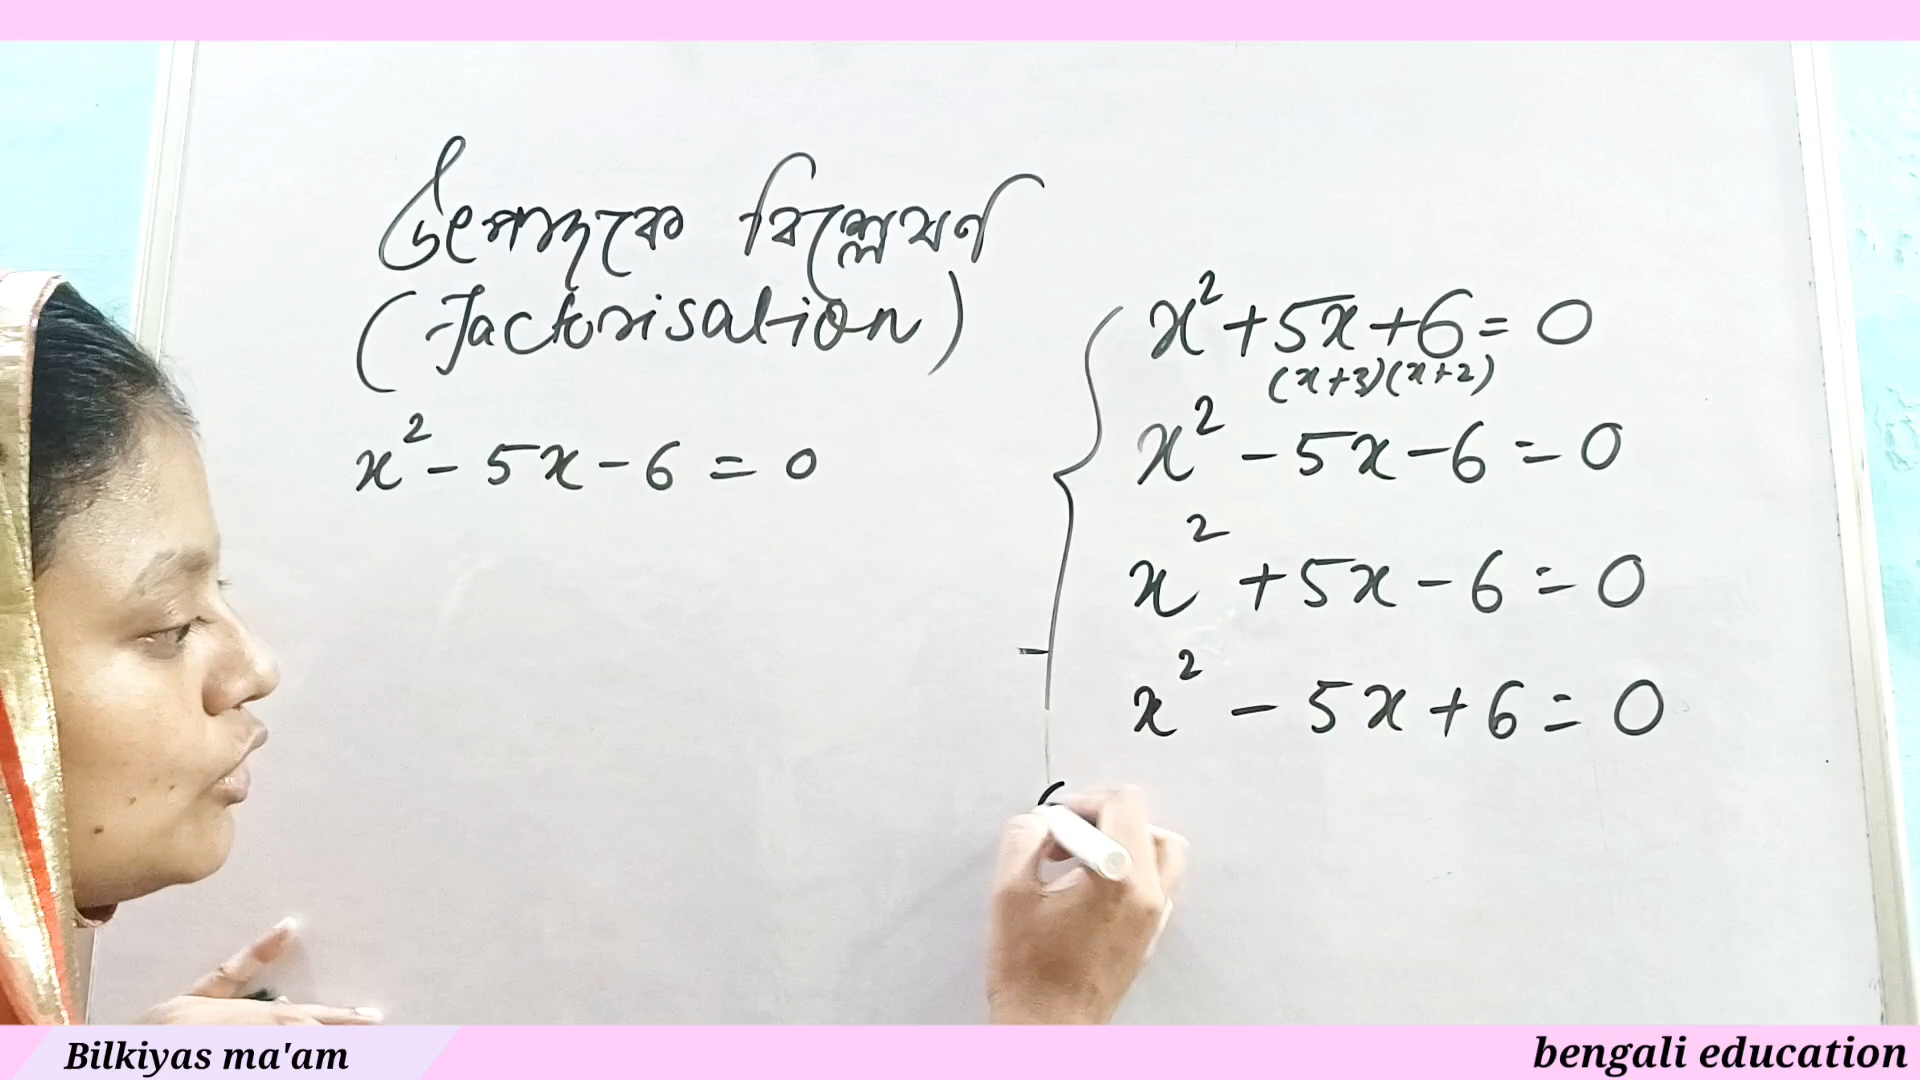 উৎপাদকে বিশ্লেষণ
(Factorisation)
x² - 5x - 6 = 0
x² + 5x + 6 = 0
(x+3)(x+2)
x² - 5x - 6 = 0
x² + 5x - 6 = 0
x² - 5x + 6 = 0
Bilkiyas ma'am
bengali education